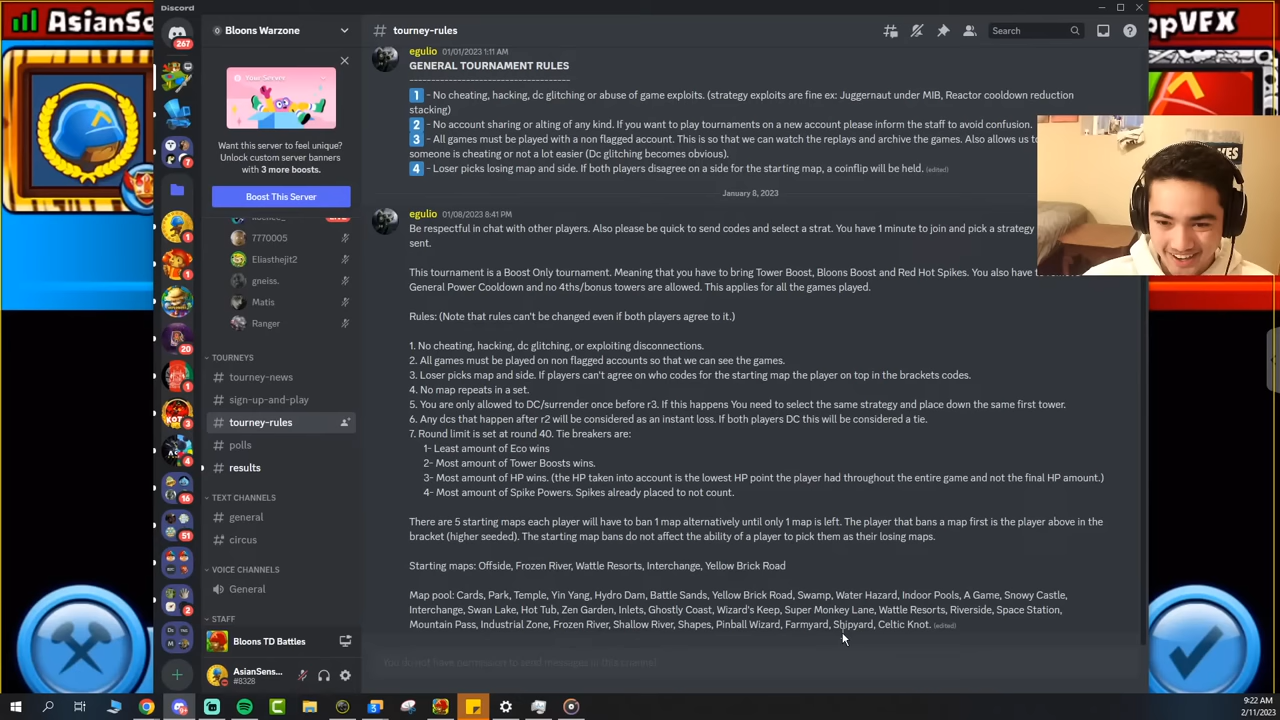 Discord
AsianSe
ppVFX
267
Bloons Warzone
tourney-rules
Search
Your Server
Want this server to feel unique?
Unlock custom server banners
with 3 more boosts.
Boost This Server
7770005
Eliasthejit2
gneiss.
Matis
Ranger
TOURNEYS
# tourney-news
# sign-up-and-play
# tourney-rules
# polls
# results
TEXT CHANNELS
# general
# circus
VOICE CHANNELS
General
STAFF
Bloons TD Battles
AsianSens...
#8328
egulio 01/01/2023 1:11 AM
GENERAL TOURNAMENT RULES
1 - No cheating, hacking, dc glitching or abuse of game exploits. (strategy exploits are fine ex: Juggernaut under MIB, Reactor cooldown reduction
stacking)
2 - No account sharing or alting of any kind. If you want to play tournaments on a new account please inform the staff to avoid confusion.
3 - All games must be played with a non flagged account. This is so that we can watch the replays and archive the games. Also allows us to
someone is cheating or not a lot easier (Dc glitching becomes obvious).
4 - Loser picks losing map and side. If both players disagree on a side for the starting map, a coinflip will be held. (edited)
January 8, 2023
egulio 01/08/2023 8:41 PM
Be respectful in chat with other players. Also please be quick to send codes and select a strat. You have 1 minute to join and pick a strategy
sent.
This tournament is a Boost Only tournament. Meaning that you have to bring Tower Boost, Bloons Boost and Red Hot Spikes. You also have to
General Power Cooldown and no 4ths/bonus towers are allowed. This applies for all the games played.
Rules: (Note that rules can't be changed even if both players agree to it.)
1. No cheating, hacking, dc glitching, or exploiting disconnections.
2. All games must be played on non flagged accounts so that we can see the games.
3. Loser picks map and side. If players can't agree on who codes for the starting map the player on top in the brackets codes.
4. No map repeats in a set.
5. You are only allowed to DC/surrender once before r3. If this happens You need to select the same strategy and place down the same first tower.
6. Any dcs that happen after r2 will be considered as an instant loss. If both players DC this will be considered a tie.
7. Round limit is set at round 40. Tie breakers are:
1- Least amount of Eco wins
2- Most amount of Tower Boosts wins.
3- Most amount of HP wins. (the HP taken into account is the lowest HP point the player had throughout the entire game and not the final HP amount.)
4- Most amount of Spike Powers. Spikes already placed to not count.
There are 5 starting maps each player will have to ban 1 map alternatively until only 1 map is left. The player that bans a map first is the player above in the
bracket (higher seeded). The starting map bans do not affect the ability of a player to pick them as their losing maps.
Starting maps: Offside, Frozen River, Wattle Resorts, Interchange, Yellow Brick Road
Map pool: Cards, Park, Temple, Yin Yang, Hydro Dam, Battle Sands, Yellow Brick Road, Swamp, Water Hazard, Indoor Pools, A Game, Snowy Castle,
Interchange, Swan Lake, Hot Tub, Zen Garden, Inlets, Ghostly Coast, Wizard's Keep, Super Monkey Lane, Wattle Resorts, Riverside, Space Station,
Mountain Pass, Industrial Zone, Frozen River, Shallow River, Shapes, Pinball Wizard, Farmyard, Shipyard, Celtic Knot. (edited)
You do not have permission to send messages in this channel.
9:22 AM
2/11/2023